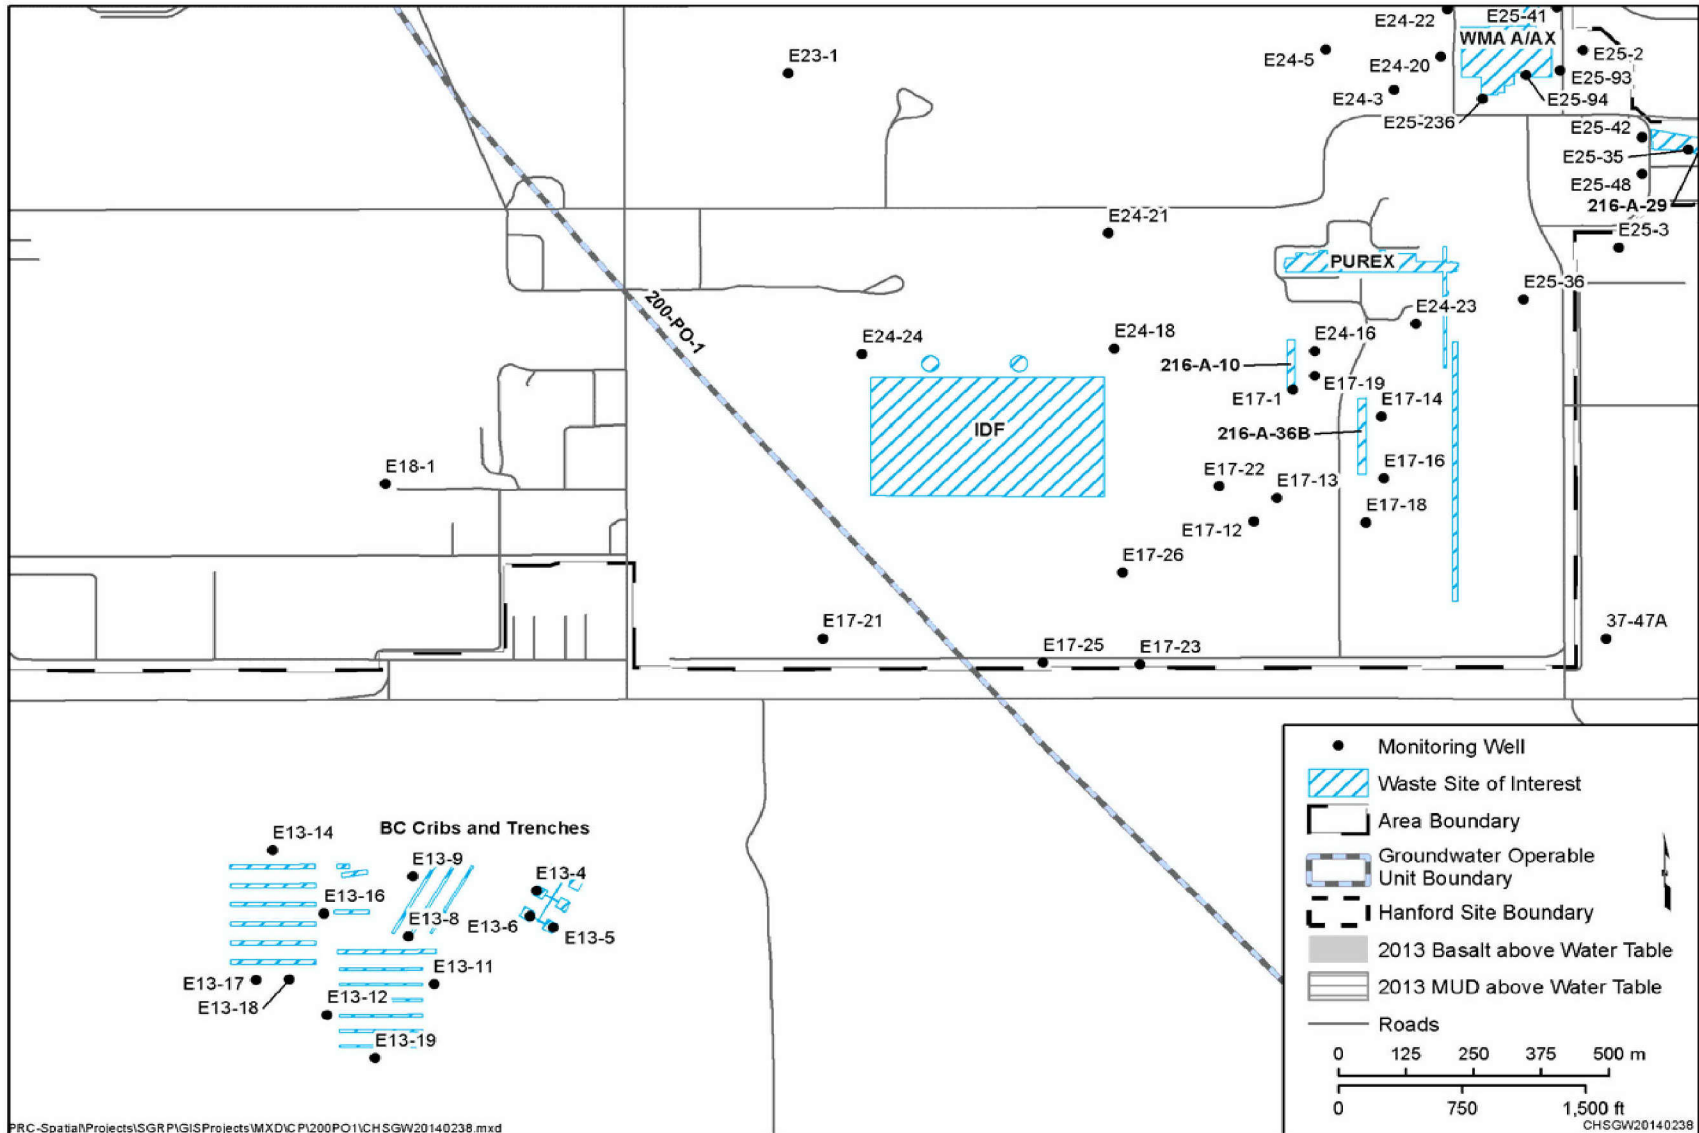 E24-22
E25-41
WMA A/AX
E23-1
E24-5
E24-20
E25-2
E25-93
E24-3
E25-94
E25-236
E25-42
E25-35
E25-48
216-A-29
E24-21
E25-3
PUREX
E25-36
200-PO-1
E24-23
E24-24
E24-18
E24-16
216-A-10
E17-19
E17-1
E17-14
IDF
216-A-36B
E18-1
E17-22
E17-13
E17-16
E17-12
E17-18
E17-26
E17-21
E17-25
E17-23
37-47A
Monitoring Well
Waste Site of Interest
Area Boundary
Groundwater Operable
Unit Boundary
Hanford Site Boundary
2013 Basalt above Water Table
2013 MUD above Water Table
Roads
0 125 250 375 500 m
0 750 1,500 ft
BC Cribs and Trenches
E13-14
E13-9
E13-4
E13-16
E13-8
E13-6
E13-5
E13-11
E13-17
E13-18
E13-12
E13-19
PRC-Spatial\Projects\SGRP\GISProjects\MXD\CP\200PO1\CHSGW20140238.mxd
CHSGW20140238